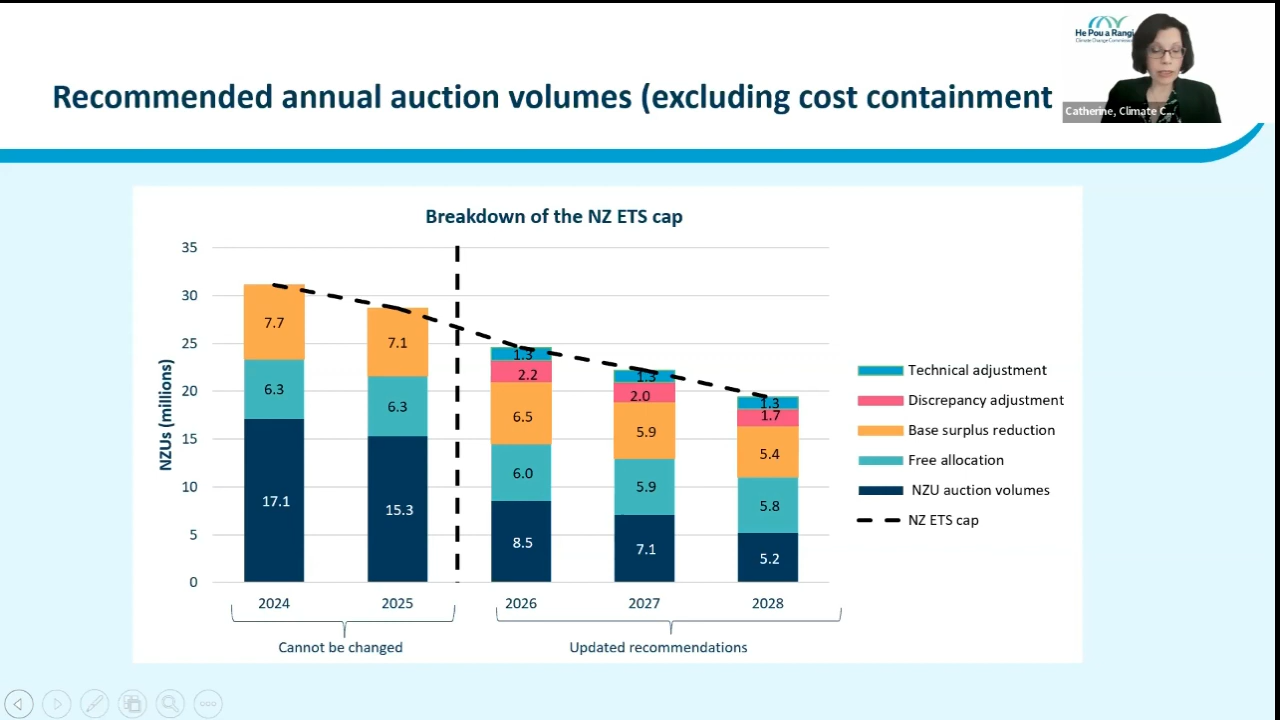 He Pou a Rangi
Climate Change Commission
Recommended annual auction volumes (excluding cost containment
Catherine, Climate C...
Breakdown of the NZ ETS cap
NZUs (millions)
35
30
25
20
15
10
5
0
7.7
6.3
17.1
7.1
6.3
15.3
1.3
2.2
6.5
6.0
8.5
1.3
2.0
5.9
5.9
7.1
1.3
1.7
5.4
5.8
5.2
2024
2025
2026
2027
2028
Cannot be changed
Updated recommendations
Technical adjustment
Discrepancy adjustment
Base surplus reduction
Free allocation
NZU auction volumes
NZ ETS cap